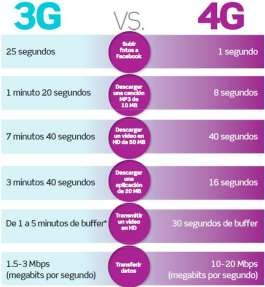 3G VS. 4G
25 segundos
Subir
fotos a
Facebook
1 segundo
1 minuto 20 segundos
Descargar
una canción
MP3 de
10 MB
8 segundos
7 minutos 40 segundos
Descargar
un video en
HD de 50 MB
40 segundos
3 minutos 40 segundos
Descargar
una
aplicación
de 20 MB
16 segundos
De 1 a 5 minutos de buffer*
Transmitir
un video
en HD
30 segundos de buffer
1.5-3 Mbps
(megabits por segundo)
Transferir
datos
10-20 Mbps
(megabits por segundo)